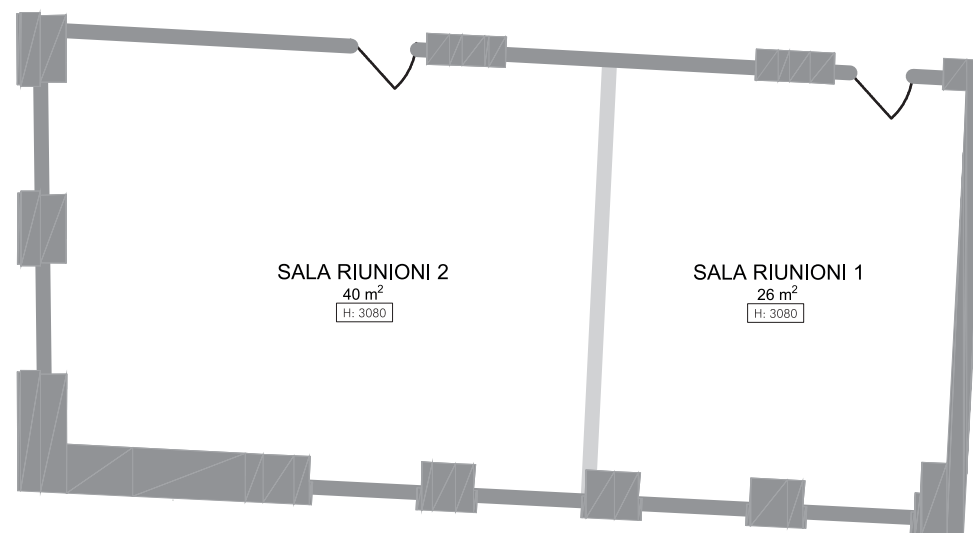 SALA RIUNIONI 2
40 m²
H: 3080
SALA RIUNIONI 1
26 m²
H: 3080